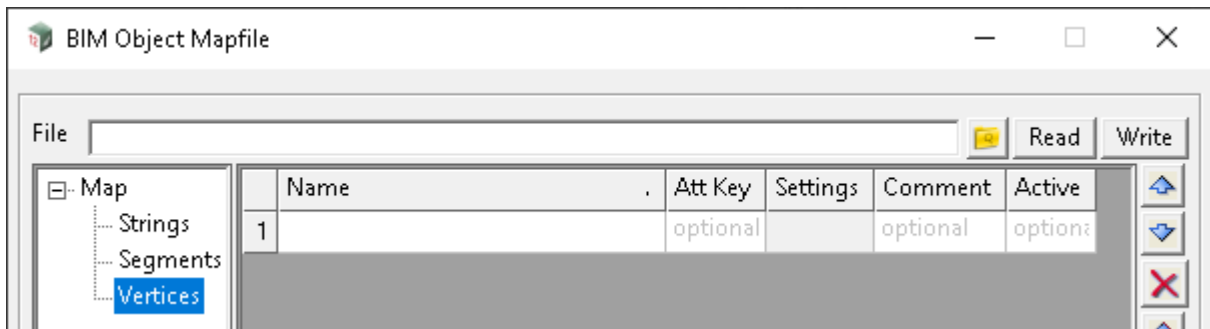 BIM Object Mapfile
File Read Write
Map Name Att Key Settings Comment Active
Strings 1 optional optional
Segments
Vertices